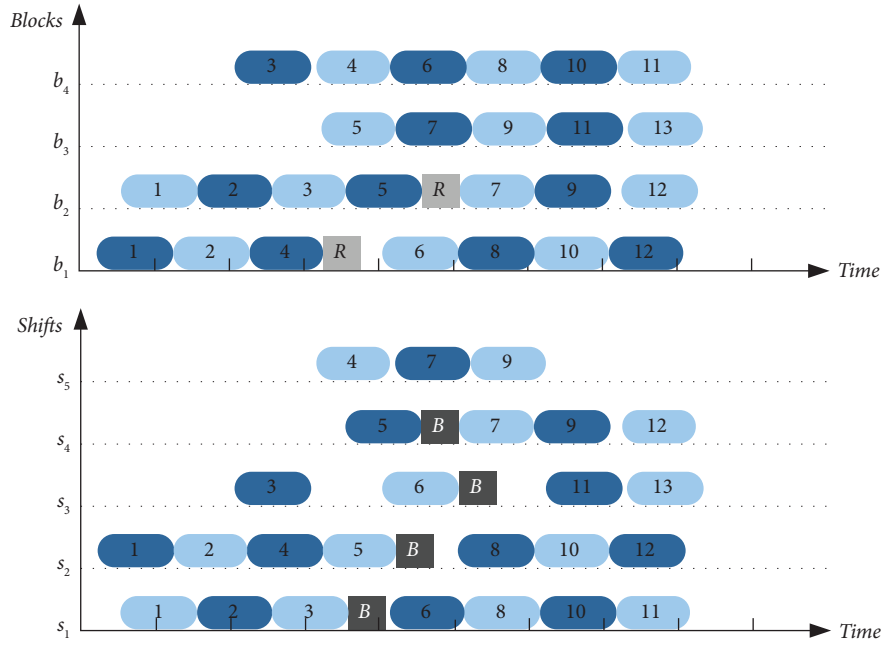 Blocks
b4 3 4 6 8 10 11
b3 5 7 9 11 13
b2 1 2 3 5 R 7 9 12
b1 1 2 4 R 6 8 10 12
Time
Shifts
s5 4 7 9
s4 5 B 7 9 12
s3 3 6 B 11 13
s2 1 2 4 5 B 8 10 12
s1 1 2 3 B 6 8 10 11
Time